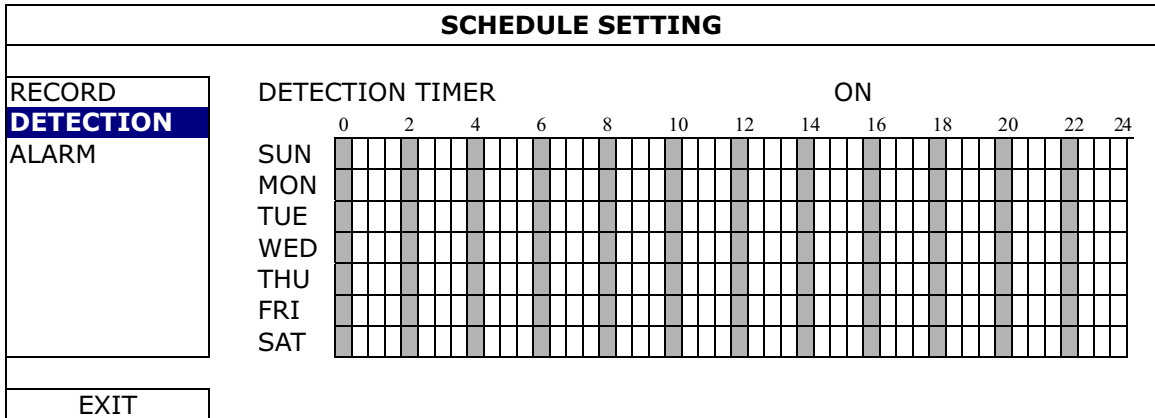 SCHEDULE SETTING
RECORD
DETECTION
ALARM
DETECTION TIMER ON
0 2 4 6 8 10 12 14 16 18 20 22 24
SUN
MON
TUE
WED
THU
FRI
SAT
EXIT